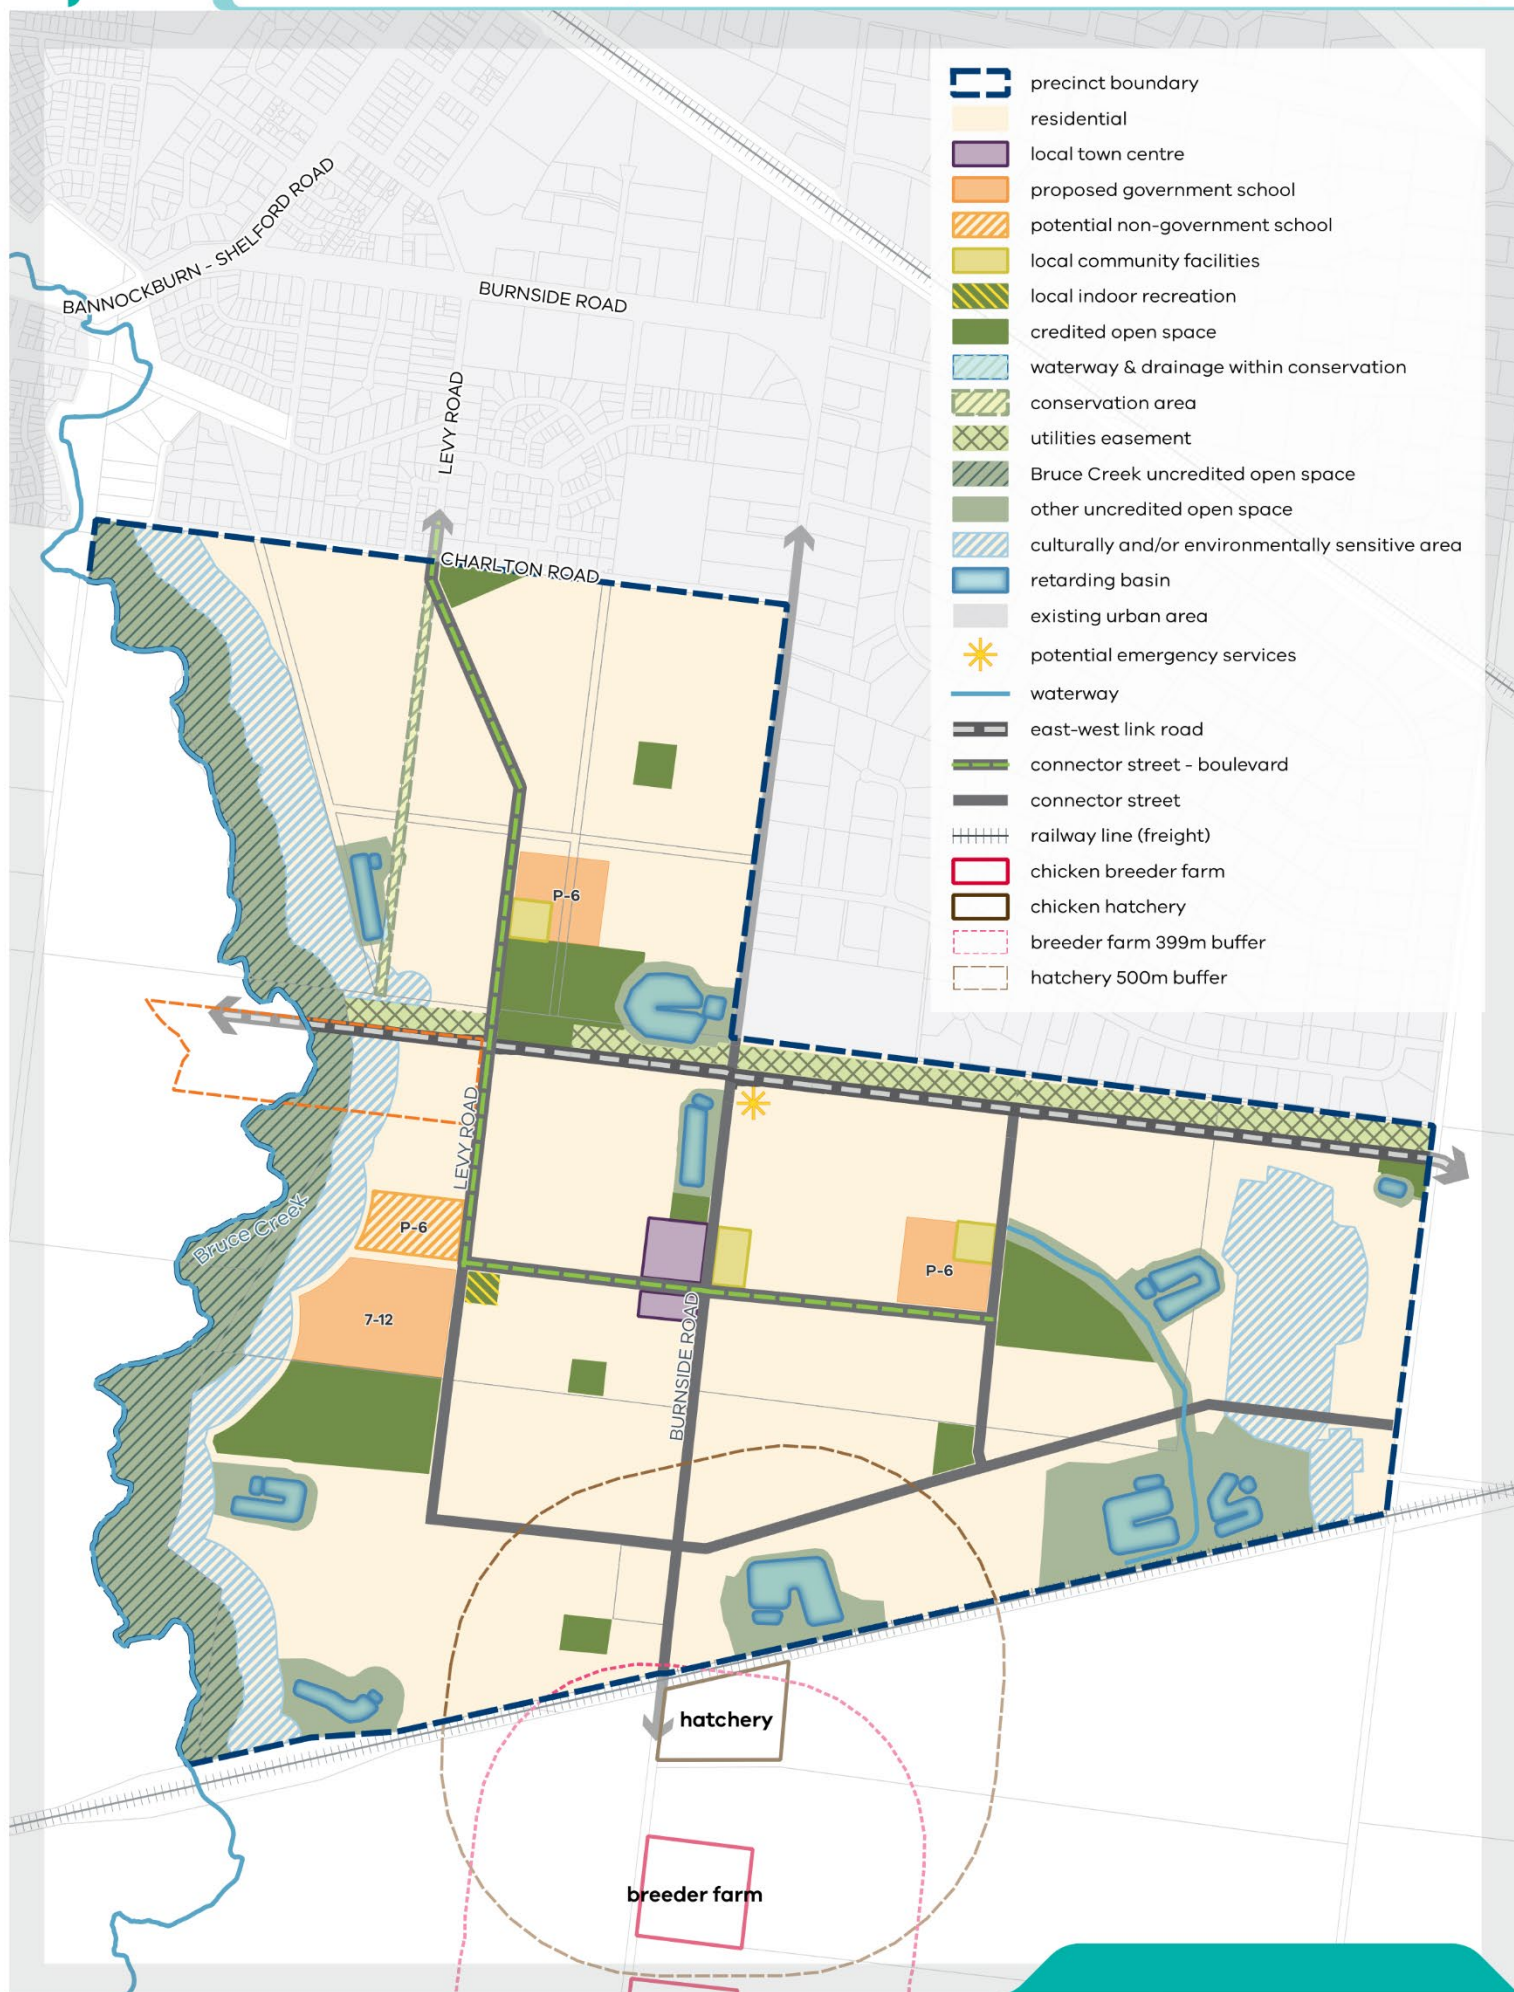 precinct boundary
residential
local town centre
proposed government school
potential non-government school
local community facilities
local indoor recreation
credited open space
waterway & drainage within conservation
conservation area
utilities easement
Bruce Creek uncredited open space
other uncredited open space
culturally and/or environmentally sensitive area
retarding basin
existing urban area
potential emergency services
waterway
east-west link road
connector street - boulevard
connector street
railway line (freight)
chicken breeder farm
chicken hatchery
breeder farm 399m buffer
hatchery 500m buffer
BANNOCKBURN - SHELFORD ROAD
BURNSIDE ROAD
LEVY ROAD
CHARLTON ROAD
P-6
LEVY ROAD
Bruce Creek
P-6
P-6
7-12
BURNSIDE ROAD
hatchery
breeder farm